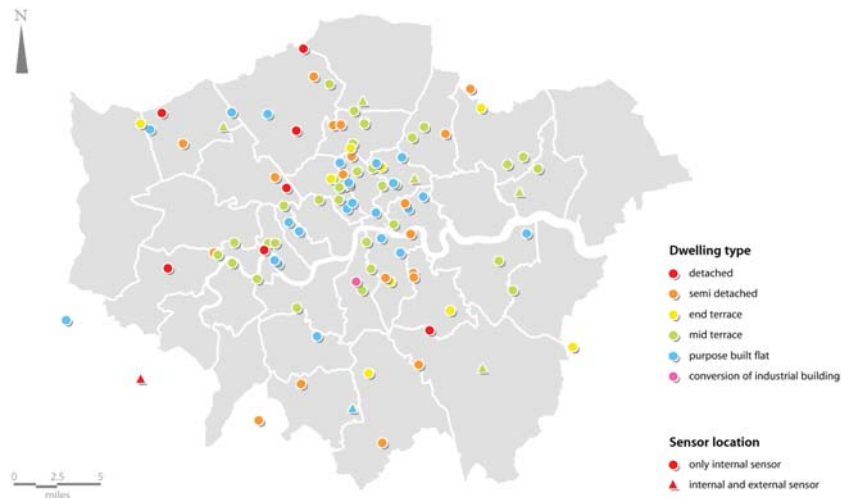 N
Dwelling type
detached
semi detached
end terrace
mid terrace
purpose built flat
conversion of industrial building
Sensor location
only internal sensor
internal and external sensor
0 2.5 5
miles